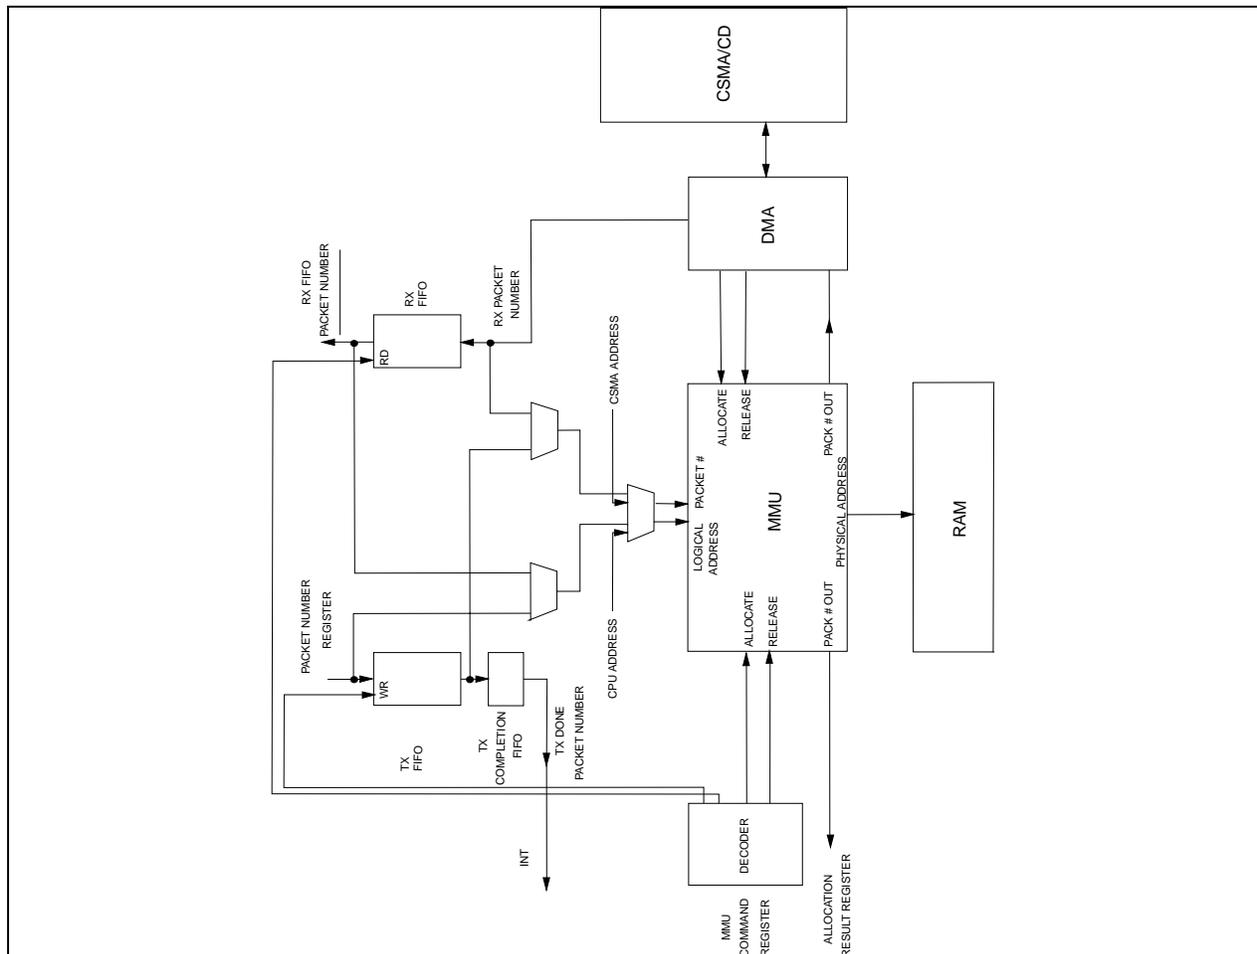 CSMA/CD
DMA
RX FIFO
PACKET NUMBER
RX
FIFO
RD
RX PACKET
NUMBER
CSMA ADDRESS
ALLOCATE
RELEASE
PACK # OUT
PACKET #
LOGICAL
ADDRESS
MMU
PHYSICAL ADDRESS
RAM
PACKET NUMBER
REGISTER
WR
TX
FIFO
TX
COMPLETION
FIFO
TX DONE
PACKET NUMBER
CPU ADDRESS
ALLOCATE
RELEASE
PACK # OUT
INT
DECODER
MMU
COMMAND
REGISTER
ALLOCATION
RESULT REGISTER